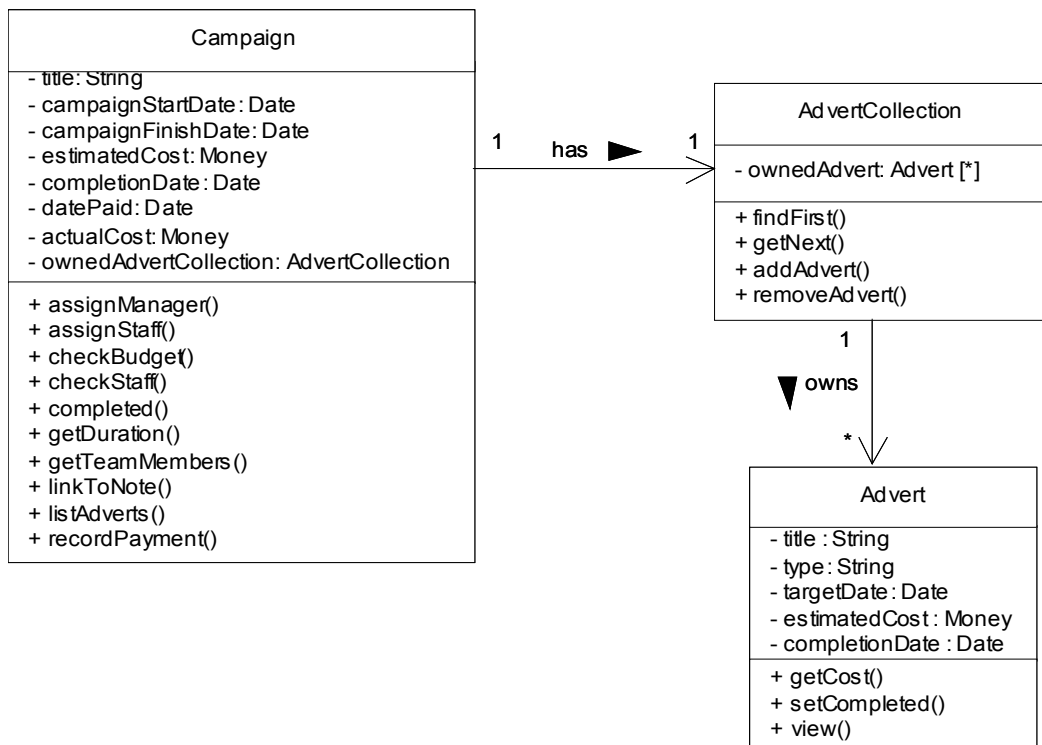 Campaign
- title: String
- campaignStartDate: Date
- campaignFinishDate: Date
- estimatedCost: Money
- completionDate: Date
- datePaid: Date
- actualCost: Money
- ownedAdvertCollection: AdvertCollection
+ assignManager()
+ assignStaff()
+ checkBudget()
+ checkStaff()
+ completed()
+ getDuration()
+ getTeamMembers()
+ linkToNote()
+ listAdverts()
+ recordPayment()
1 has 1
AdvertCollection
- ownedAdvert: Advert [*]
+ findFirst()
+ getNext()
+ addAdvert()
+ removeAdvert()
1
owns
*
Advert
- title : String
- type : String
- targetDate : Date
- estimatedCost : Money
- completionDate : Date
+ getCost()
+ setCompleted()
+ view()